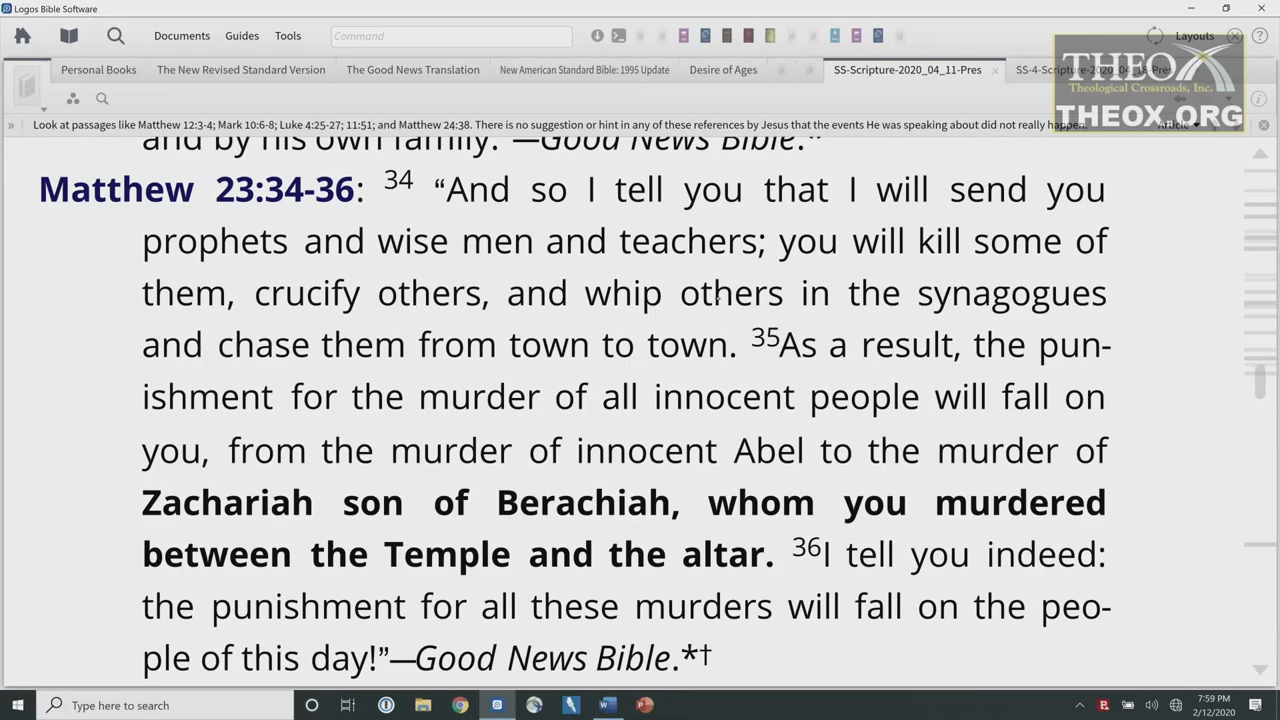 Logos Bible Software
Documents Guides Tools Command Layouts
Personal Books The New Revised Standard Version New American Standard Bible: 1995 Update Desire of Ages SS-Scripture-2020_04_11-Pres SS-4-Scripture-2020_04_18-Pres
THEOX
Theological Crossroads, Inc.
THEOX.ORG
» Look at passages like Matthew 12:3-4; Mark 10:6-8; Luke 4:25-27; 11:51; and Matthew 24:38. There is no suggestion or hint in any of these references by Jesus that the events He was speaking about did not really happen. Article
and by his own family."—Good News Bible.*
Matthew 23:34-36: 34 “And so I tell you that I will send you
prophets and wise men and teachers; you will kill some of
them, crucify others, and whip others in the synagogues
and chase them from town to town. 35As a result, the pun-
ishment for the murder of all innocent people will fall on
you, from the murder of innocent Abel to the murder of
Zachariah son of Berachiah, whom you murdered
between the Temple and the altar. 36I tell you indeed:
the punishment for all these murders will fall on the peo-
ple of this day!”—Good News Bible.*†
Type here to search
7:59 PM
2/12/2020